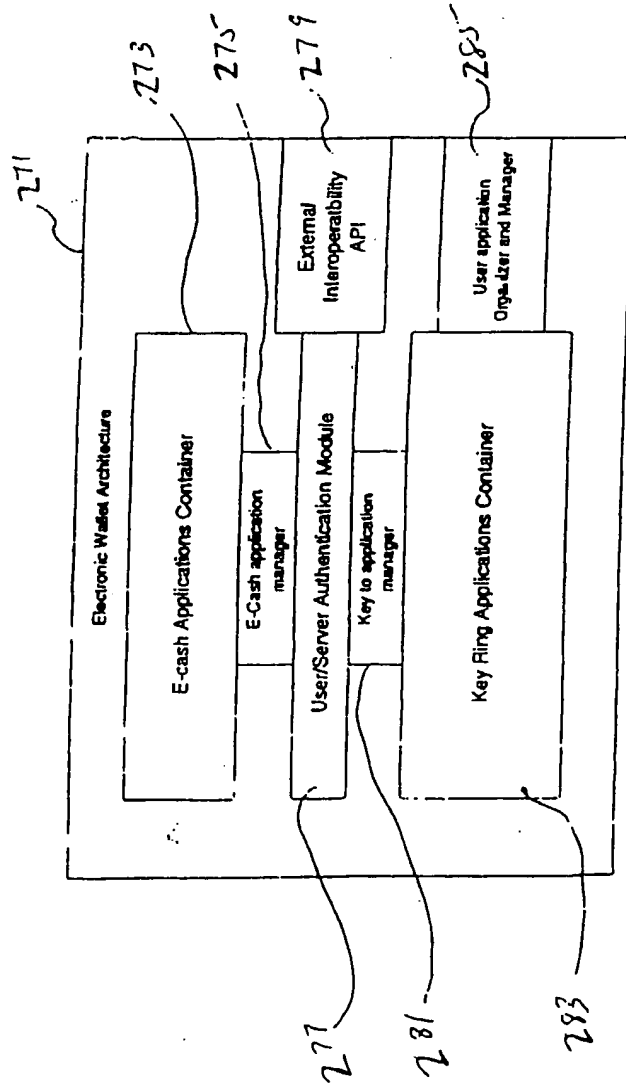 271
Electronic Wallet Architecture
273
E-cash Applications Container
275
E-Cash application
manager
277
User/Server Authentication Module
279
External
Interoperatbility
API
281
Key to application
manager
283
Key Ring Applications Container
285
User application
Organizer and Manager